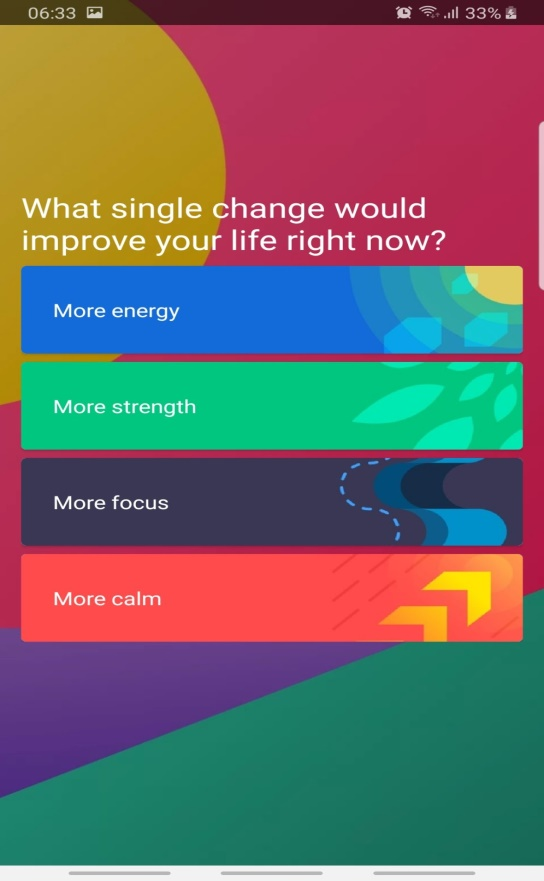 06:33
33%
What single change would
improve your life right now?
More energy
More strength
More focus
More calm